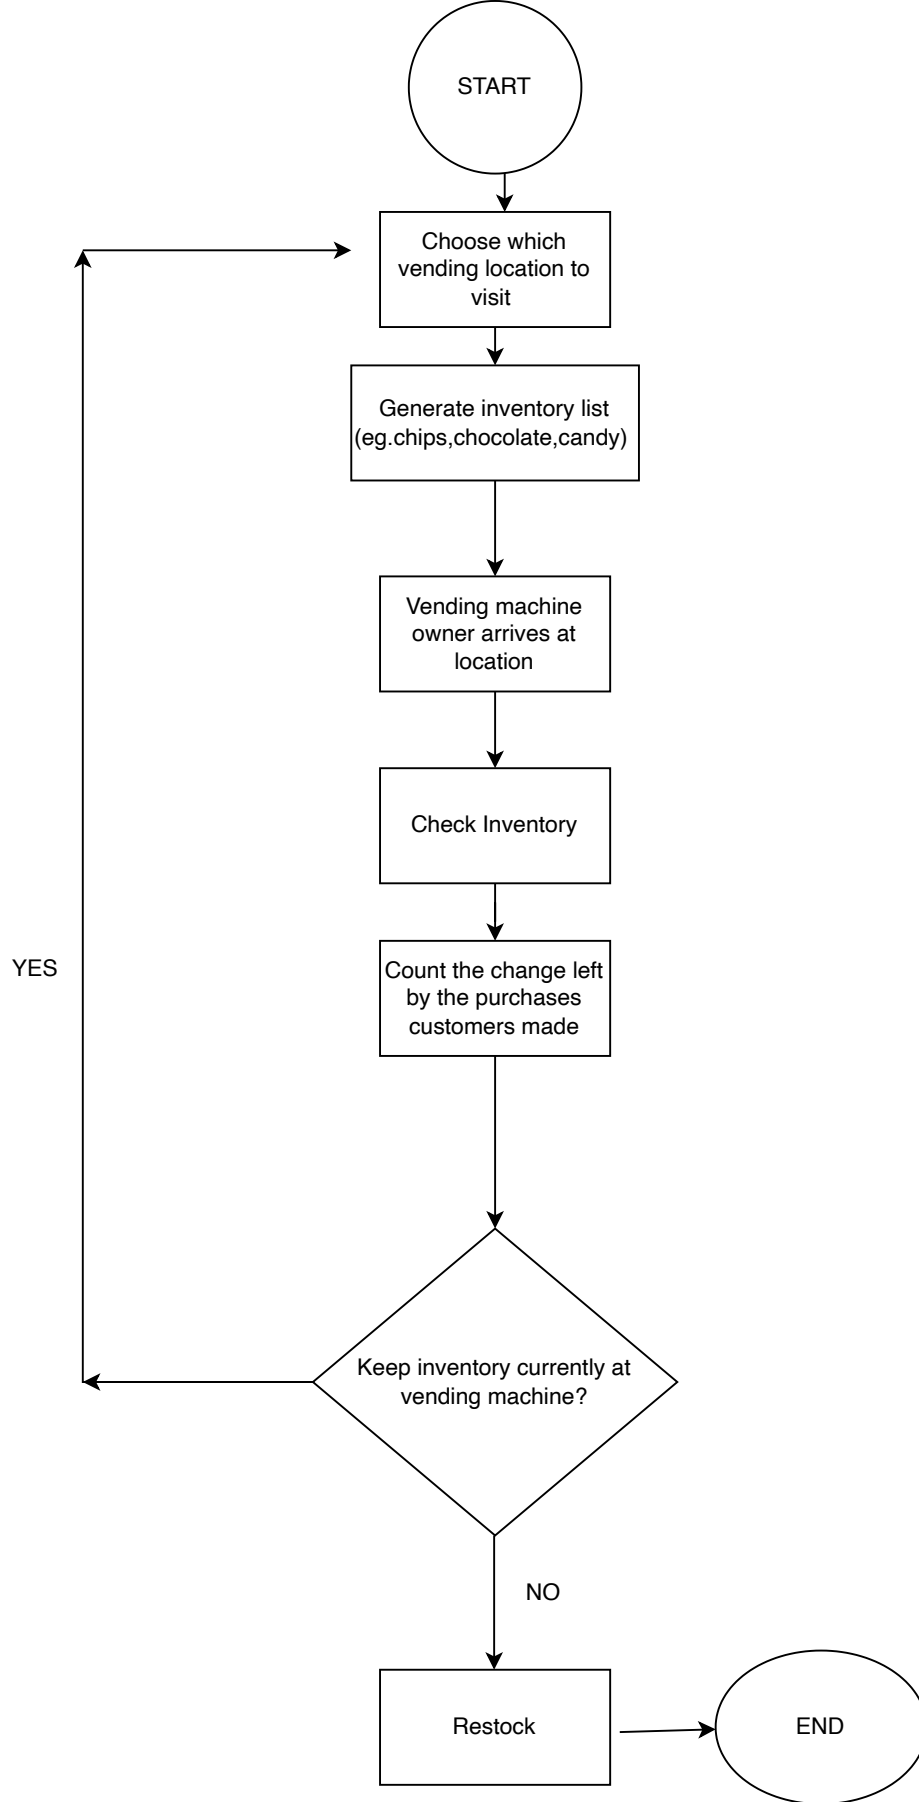 START
Choose which
vending location to
visit
Generate inventory list
(eg.chips,chocolate,candy)
Vending machine
owner arrives at
location
Check Inventory
YES
Count the change left
by the purchases
customers made
Keep inventory currently at
vending machine?
NO
Restock
END